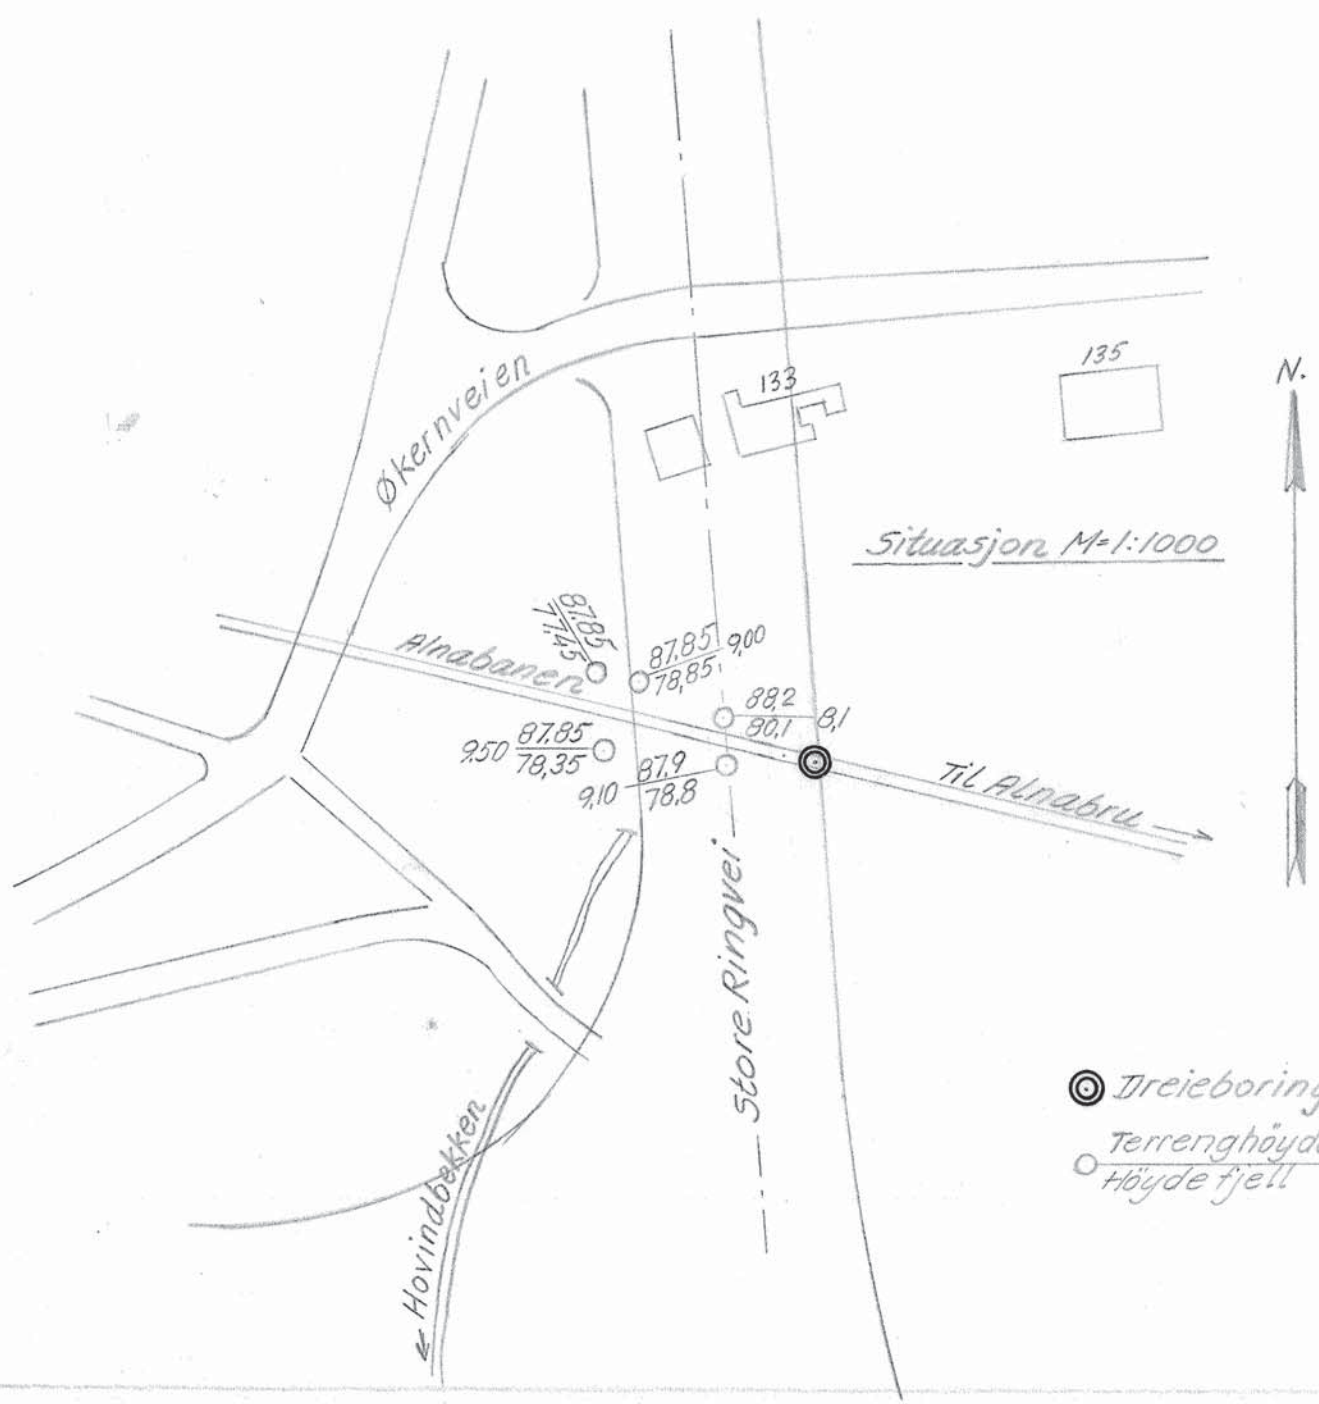 133
135
N.
Økernveien
Situasjon M=1:1000
87.85
77.45
Alnabanen
87,85 9,00
78,85
88,2
80,1 8,1
9.50 87.85
78,35
87,9
9,10 78,8
Til Alnabru
Store Ringvei
Dreieboring
Terrenghöyde
Höyde fjell
Hovindbekken